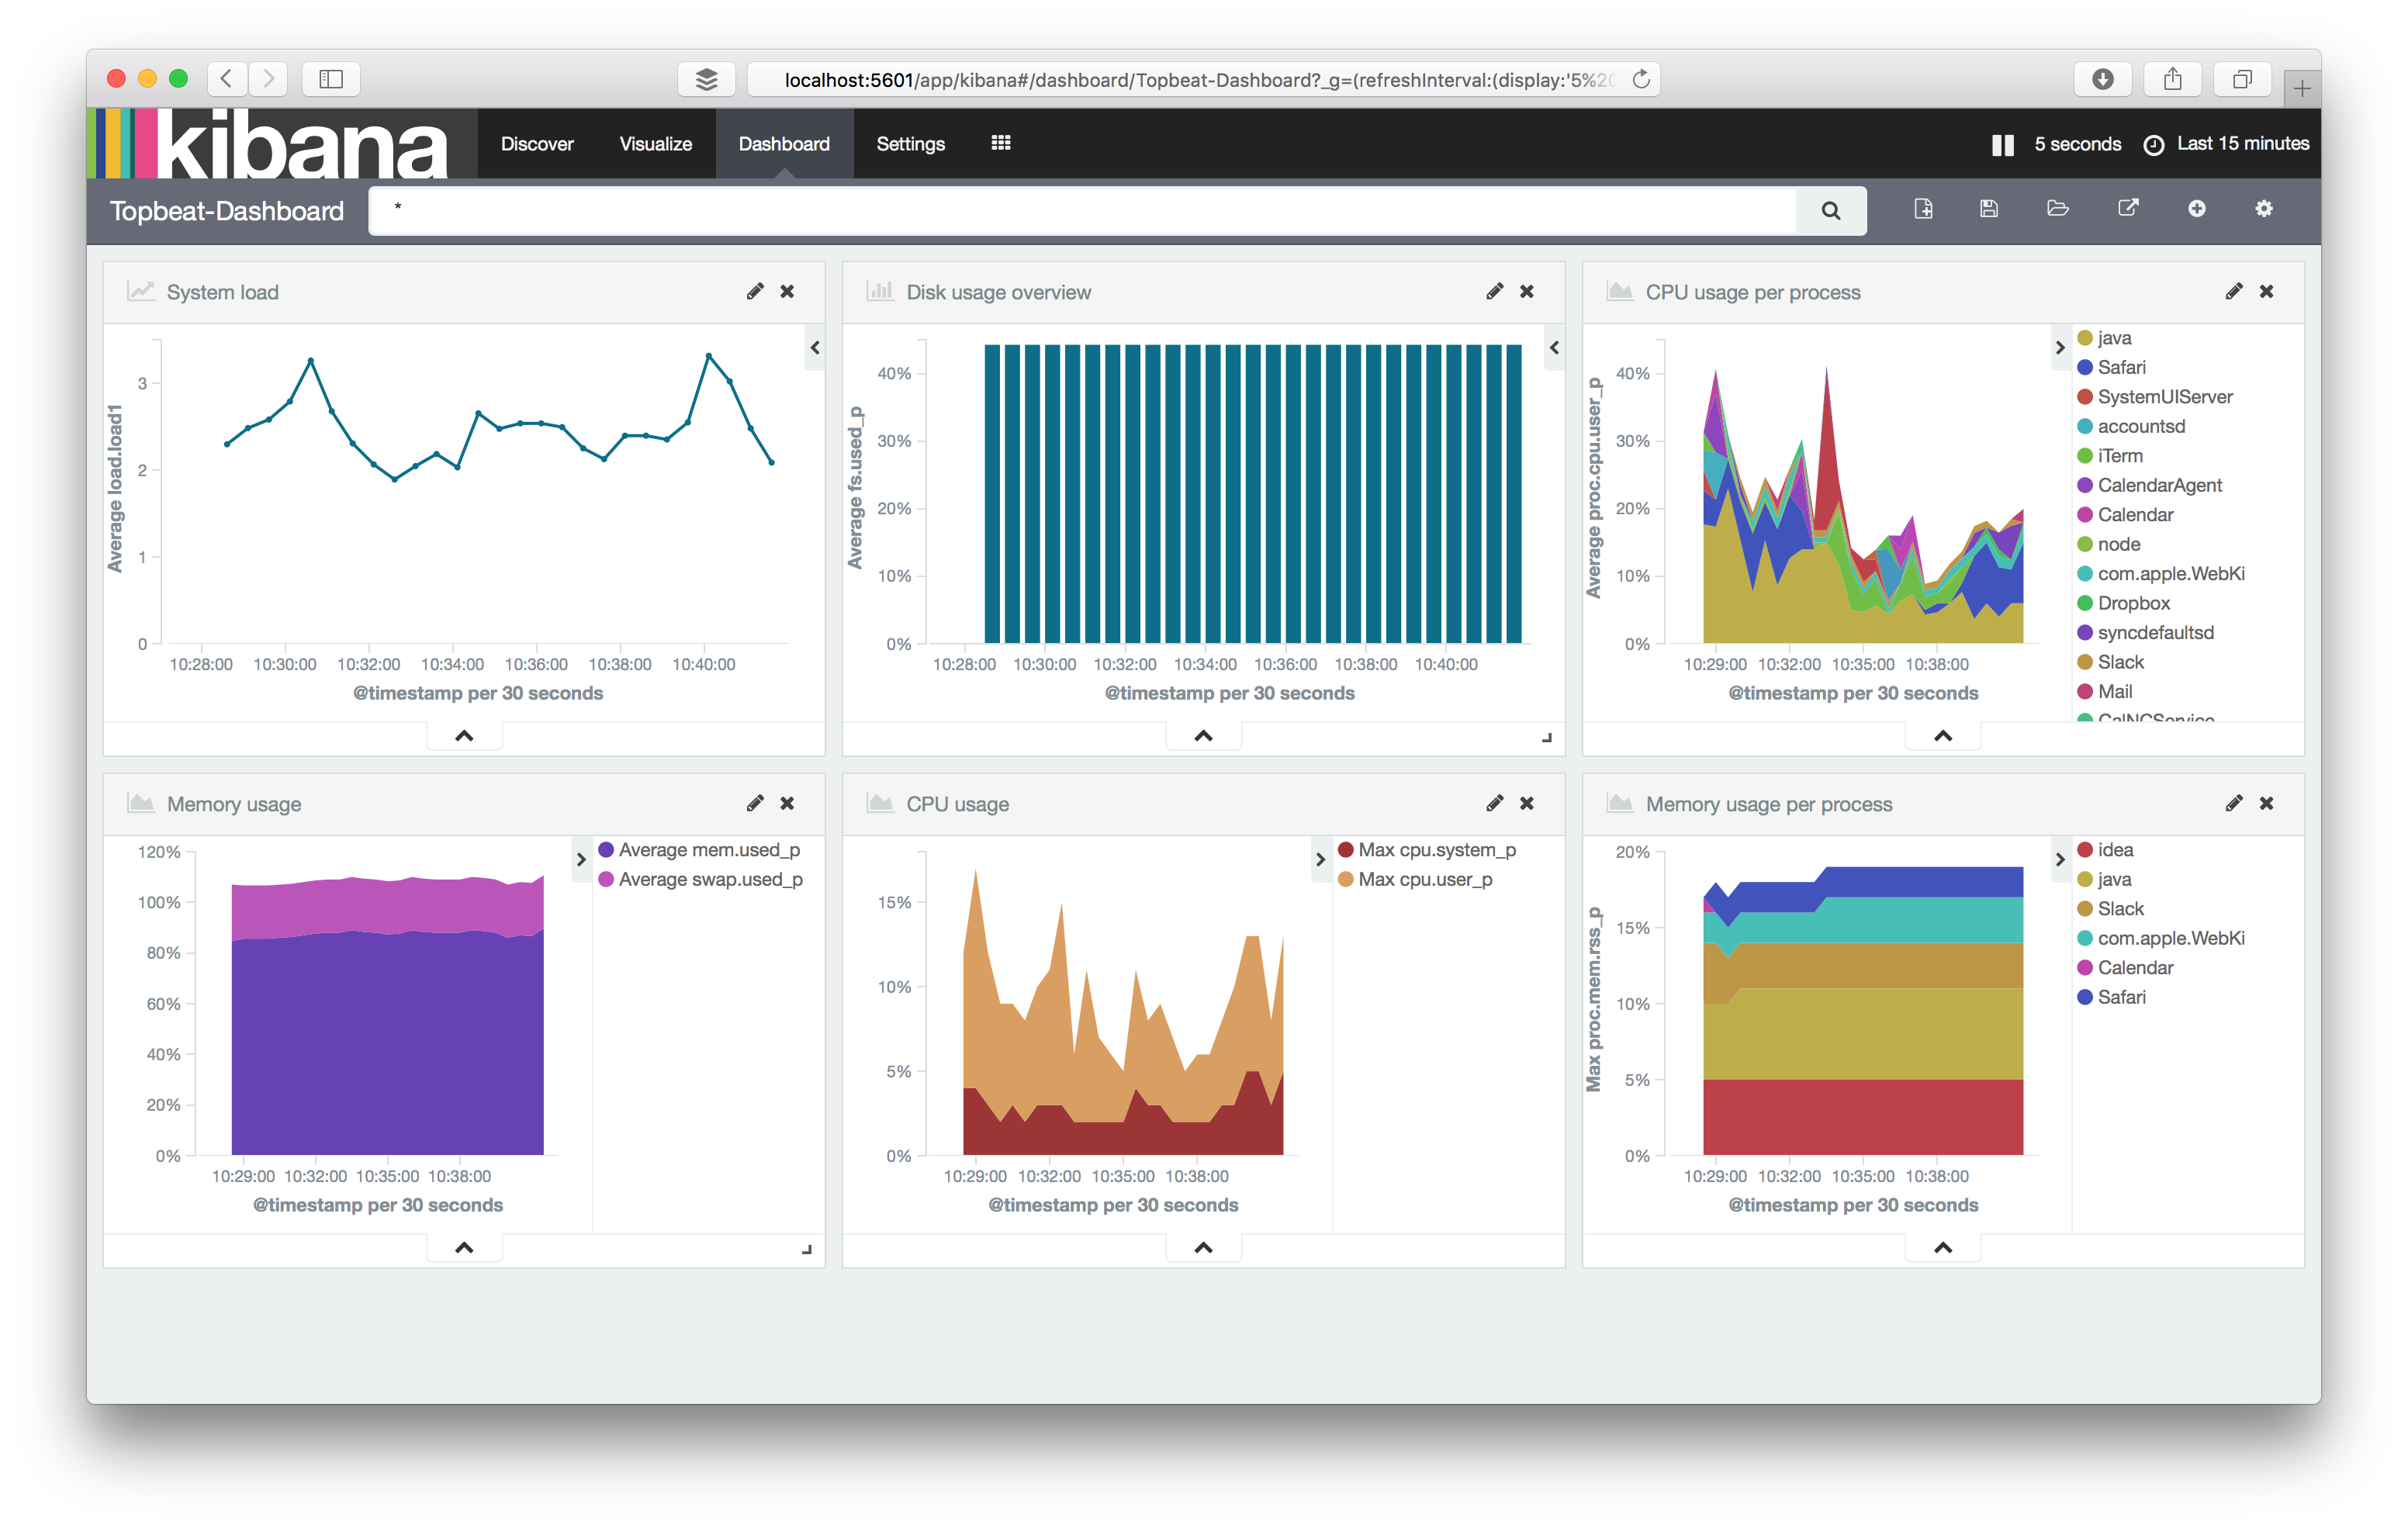 localhost:5601/app/kibana#/dashboard/Topbeat-Dashboard?_g=(refreshInterval:(display:'5%20
kibana
Discover Visualize Dashboard Settings 5 seconds Last 15 minutes
Topbeat-Dashboard *
System load
Average load.load1
3
2
1
0
10:28:00 10:30:00 10:32:00 10:34:00 10:36:00 10:38:00 10:40:00
@timestamp per 30 seconds
Disk usage overview
Average fs.used_p
40%
30%
20%
10%
0%
10:28:00 10:30:00 10:32:00 10:34:00 10:36:00 10:38:00 10:40:00
@timestamp per 30 seconds
CPU usage per process
Average proc.cpu.user_p
40%
30%
20%
10%
0%
10:29:00 10:32:00 10:35:00 10:38:00
@timestamp per 30 seconds
java
Safari
SystemUIServer
accountsd
iTerm
CalendarAgent
Calendar
node
com.apple.WebKi
Dropbox
syncdefaultsd
Slack
Mail
CalNCService
Memory usage
120%
100%
80%
60%
40%
20%
0%
10:29:00 10:32:00 10:35:00 10:38:00
@timestamp per 30 seconds
Average mem.used_p
Average swap.used_p
CPU usage
15%
10%
5%
0%
10:29:00 10:32:00 10:35:00 10:38:00
@timestamp per 30 seconds
Max cpu.system_p
Max cpu.user_p
Memory usage per process
Max proc.mem.rss_p
20%
15%
10%
5%
0%
10:29:00 10:32:00 10:35:00 10:38:00
@timestamp per 30 seconds
idea
java
Slack
com.apple.WebKi
Calendar
Safari